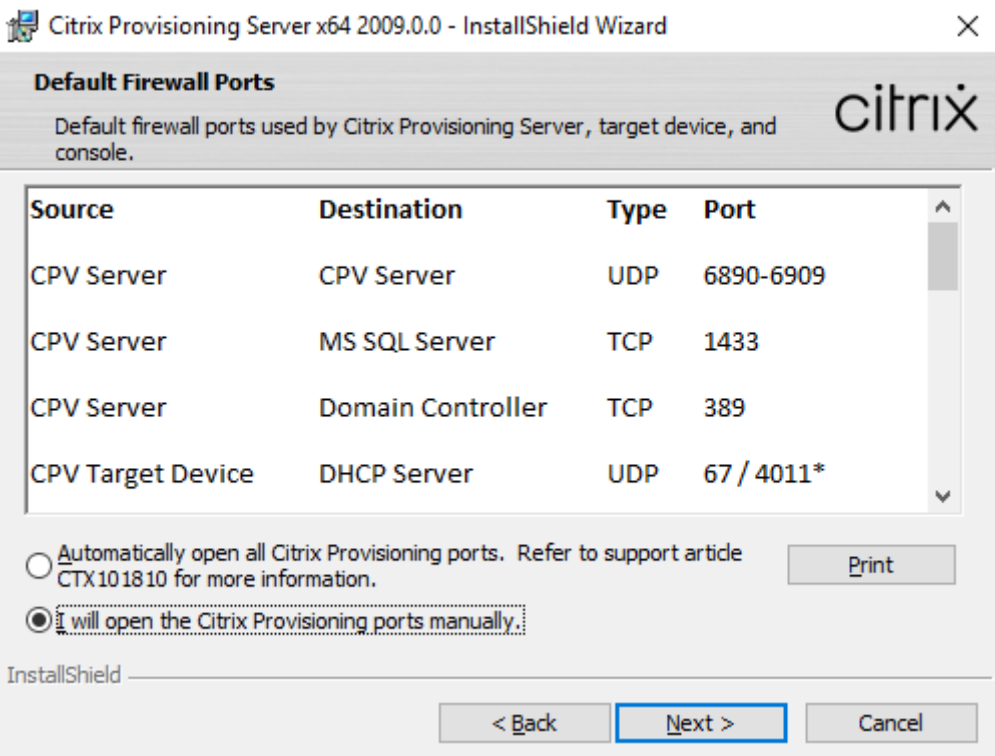 Citrix Provisioning Server x64 2009.0.0 - InstallShield Wizard
Default Firewall Ports
Default firewall ports used by Citrix Provisioning Server, target device, and
console.
citrix
Source Destination Type Port
CPV Server CPV Server UDP 6890-6909
CPV Server MS SQL Server TCP 1433
CPV Server Domain Controller TCP 389
CPV Target Device DHCP Server UDP 67 / 4011*
Automatically open all Citrix Provisioning ports. Refer to support article
CTX101810 for more information.
Print
I will open the Citrix Provisioning ports manually.
InstallShield
< Back Next > Cancel